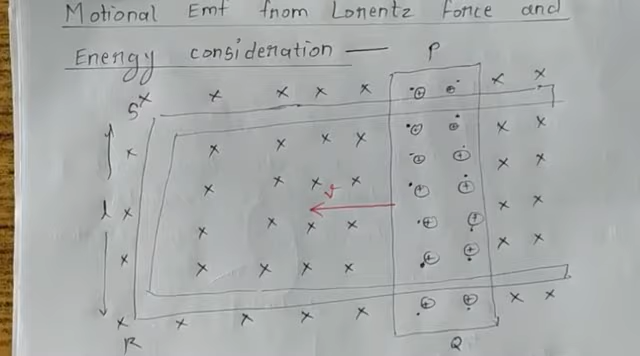 Motional Emf from Lorentz Force and
Energy consideration —
P
S
v
l
R
Q